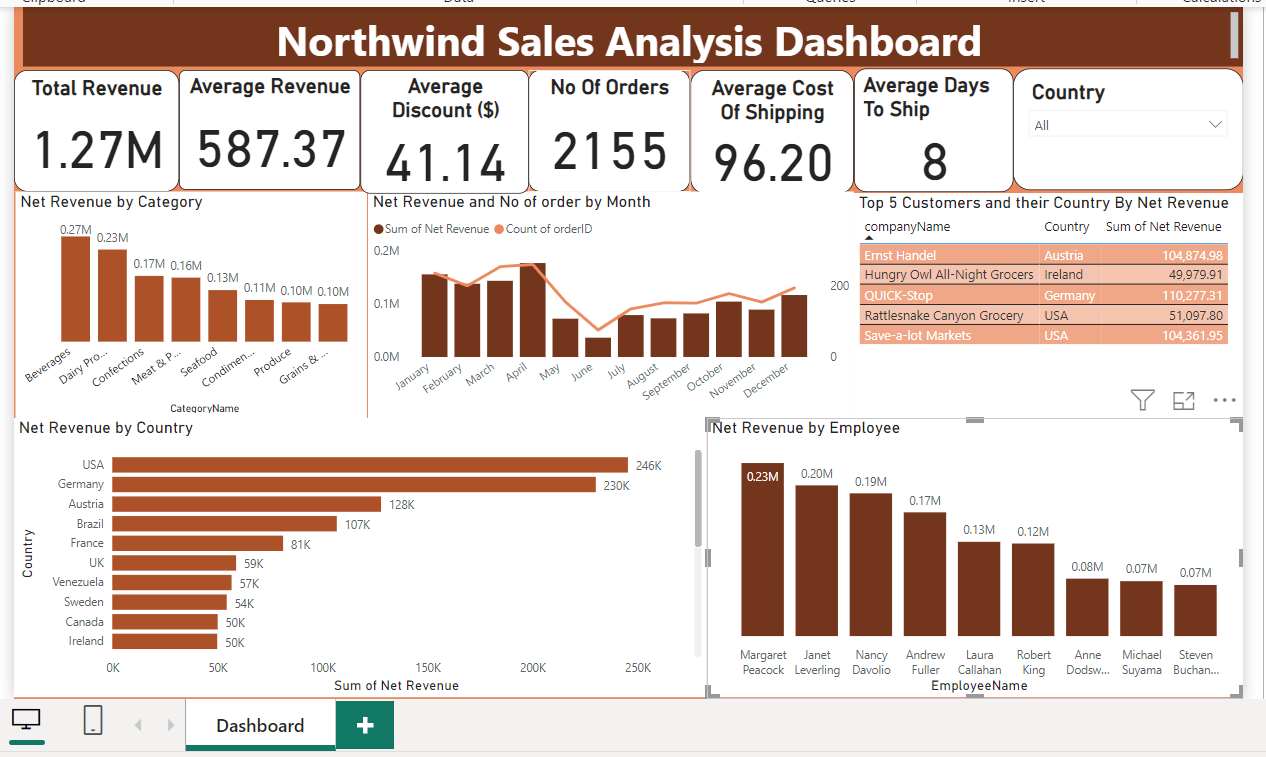 Clipboard Data Queries Insert Calculations
Northwind Sales Analysis Dashboard
Total Revenue
1.27M
Average Revenue
587.37
Average
Discount ($)
41.14
No Of Orders
2155
Average Cost
Of Shipping
96.20
Average Days
To Ship
8
Country
All
Net Revenue by Category
0.27M
0.23M
0.17M
0.16M
0.13M
0.11M
0.10M
0.10M
Beverages
Dairy Pro...
Confections
Meat & P...
Seafood
Condimen...
Produce
Grains & ...
CategoryName
Net Revenue and No of order by Month
Sum of Net Revenue Count of orderID
0.2M
0.1M
0.0M
200
0
January
February
March
April
May
June
July
August
September
October
November
December
Top 5 Customers and their Country By Net Revenue
companyName Country Sum of Net Revenue
Ernst Handel Austria 104,874.98
Hungry Owl All-Night Grocers Ireland 49,979.91
QUICK-Stop Germany 110,277.31
Rattlesnake Canyon Grocery USA 51,097.80
Save-a-lot Markets USA 104,361.95
Net Revenue by Country
Country
USA 246K
Germany 230K
Austria 128K
Brazil 107K
France 81K
UK 59K
Venezuela 57K
Sweden 54K
Canada 50K
Ireland 50K
0K 50K 100K 150K 200K 250K
Sum of Net Revenue
Net Revenue by Employee
0.23M
0.20M
0.19M
0.17M
0.13M
0.12M
0.08M
0.07M
0.07M
Margaret Peacock
Janet Leverling
Nancy Davolio
Andrew Fuller
Laura Callahan
Robert King
Anne Dodsw...
Michael Suyama
Steven Buchan...
EmployeeName
Dashboard